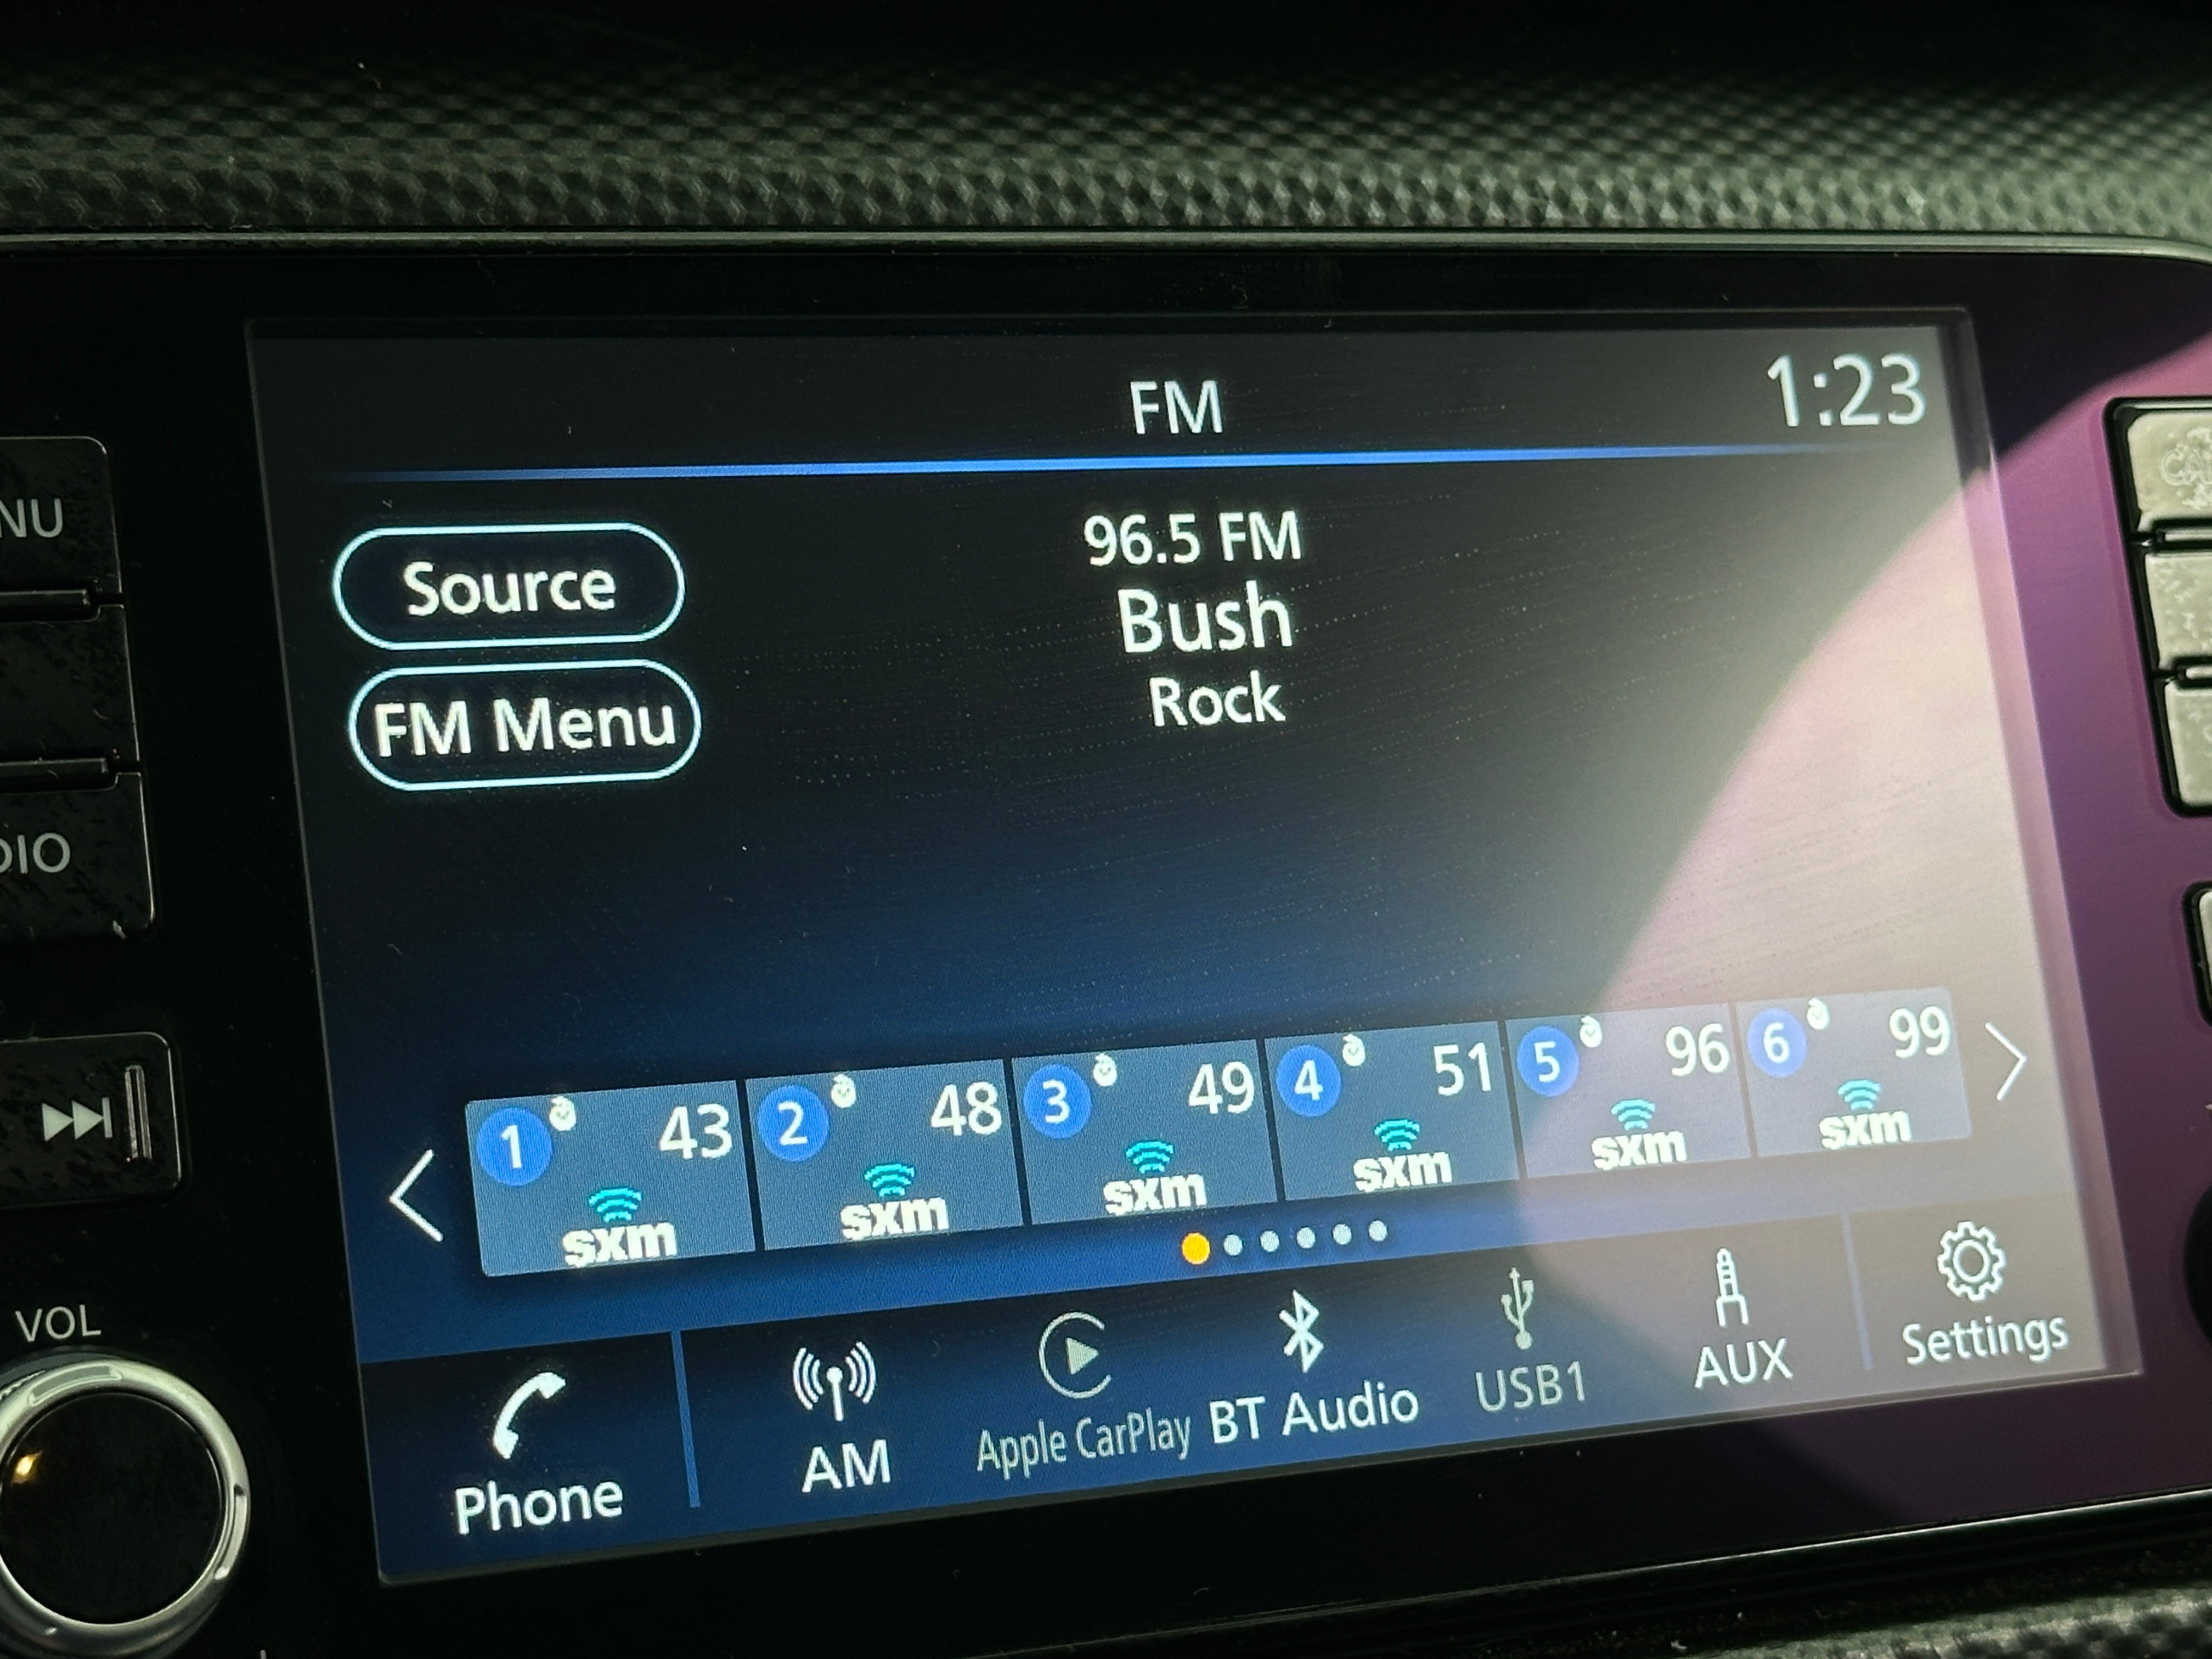 FM
1:23
96.5 FM
Bush
Rock
Source
FM Menu
1 43
sxm
2 48
sxm
3 49
sxm
4 51
sxm
5 96
sxm
6 99
sxm
Phone
AM
Apple CarPlay
BT Audio
USB1
AUX
Settings
NU
DIO
VOL